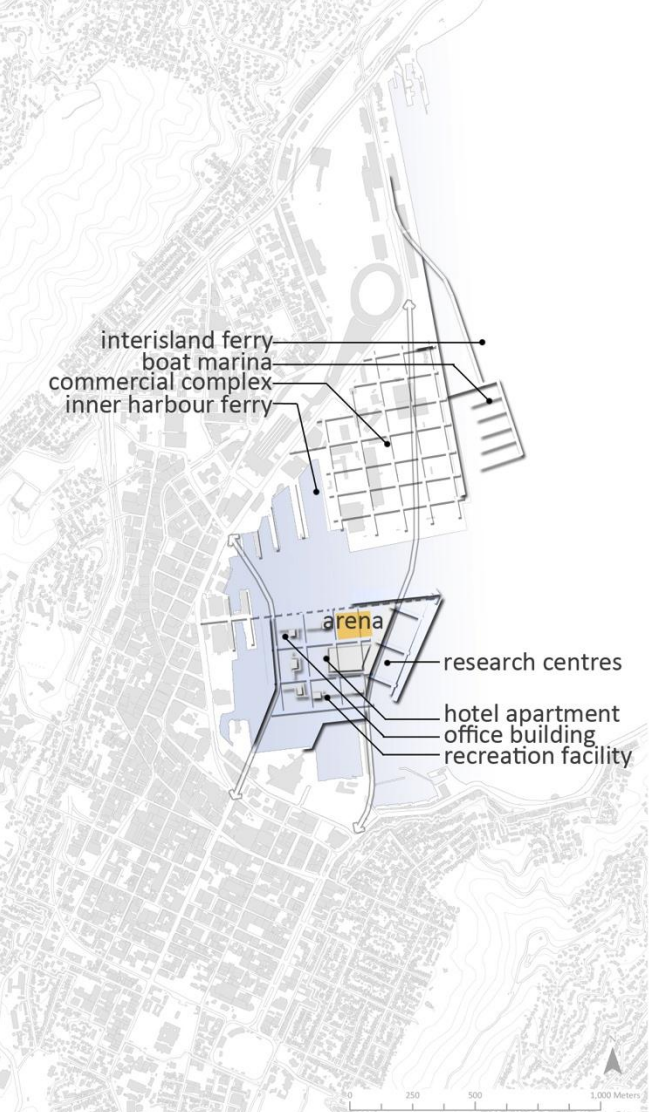 interisland ferry
boat marina
commercial complex
inner harbour ferry
arena
research centres
hotel apartment
office building
recreation facility
0 250 500 1,000 Meters